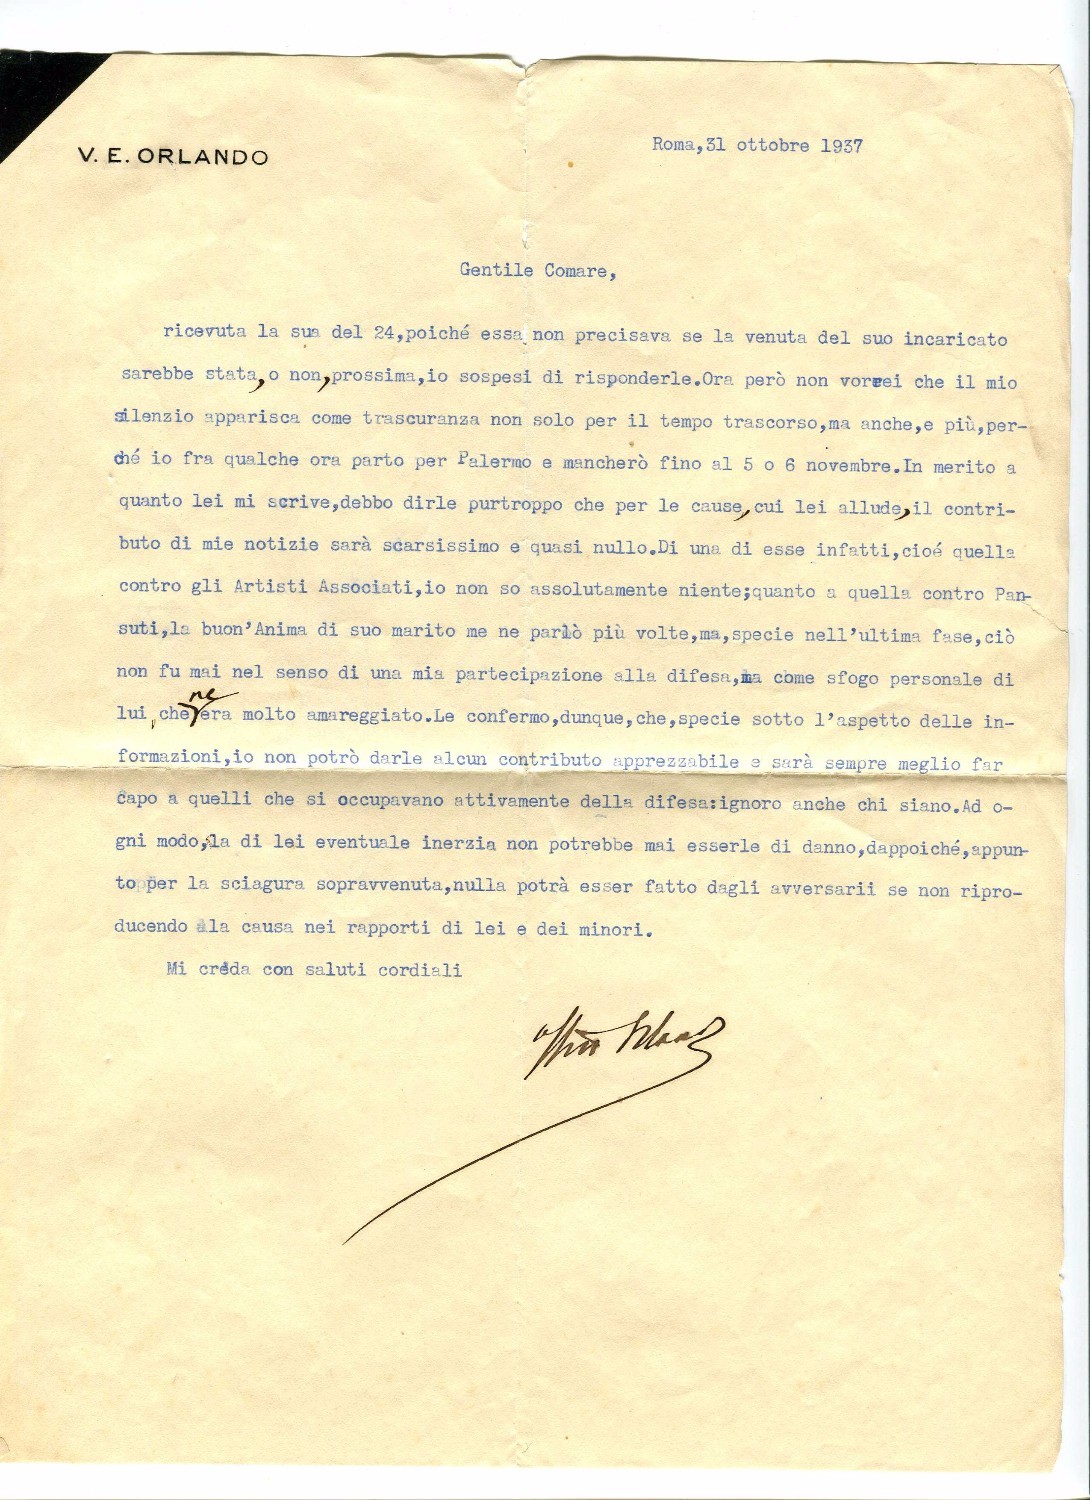 V. E. ORLANDO
Roma,31 ottobre 1937
Gentile Comare,
ricevuta la sua del 24,poiché essa non precisava se la venuta del suo incaricato
sarebbe stata,o non,prossima,io sospesi di risponderle.Ora però non vorrei che il mio
silenzio apparisca come trascuranza non solo per il tempo trascorso,ma anche,e più,per-
ché io fra qualche ora parto per Palermo e mancherò fino al 5 o 6 novembre.In merito a
quanto lei mi scrive,debbo dirle purtroppo che per le cause,cui lei allude,il contri-
buto di mie notizie sarà scarsissimo e quasi nullo.Di una di esse infatti,cioé quella
contro gli Artisti Associati,io non so assolutamente niente;quanto a quella contro Pan-
suti,la buon'Anima di suo marito me ne parlò più volte,ma,specie nell'ultima fase,ciò
non fu mai nel senso di una mia partecipazione alla difesa,ma come sfogo personale di
lui,che ne era molto amareggiato.Le confermo,dunque,che,specie sotto l'aspetto delle in-
formazioni,io non potrò darle alcun contributo apprezzabile e sarà sempre meglio far
capo a quelli che si occupavano attivamente della difesa:ignoro anche chi siano.Ad o-
gni modo,la di lei eventuale inerzia non potrebbe mai esserle di danno,dappoiché,appun-
to per la sciagura sopravvenuta,nulla potrà esser fatto dagli avversarii se non ripro-
ducendo la causa nei rapporti di lei e dei minori.
Mi creda con saluti cordiali